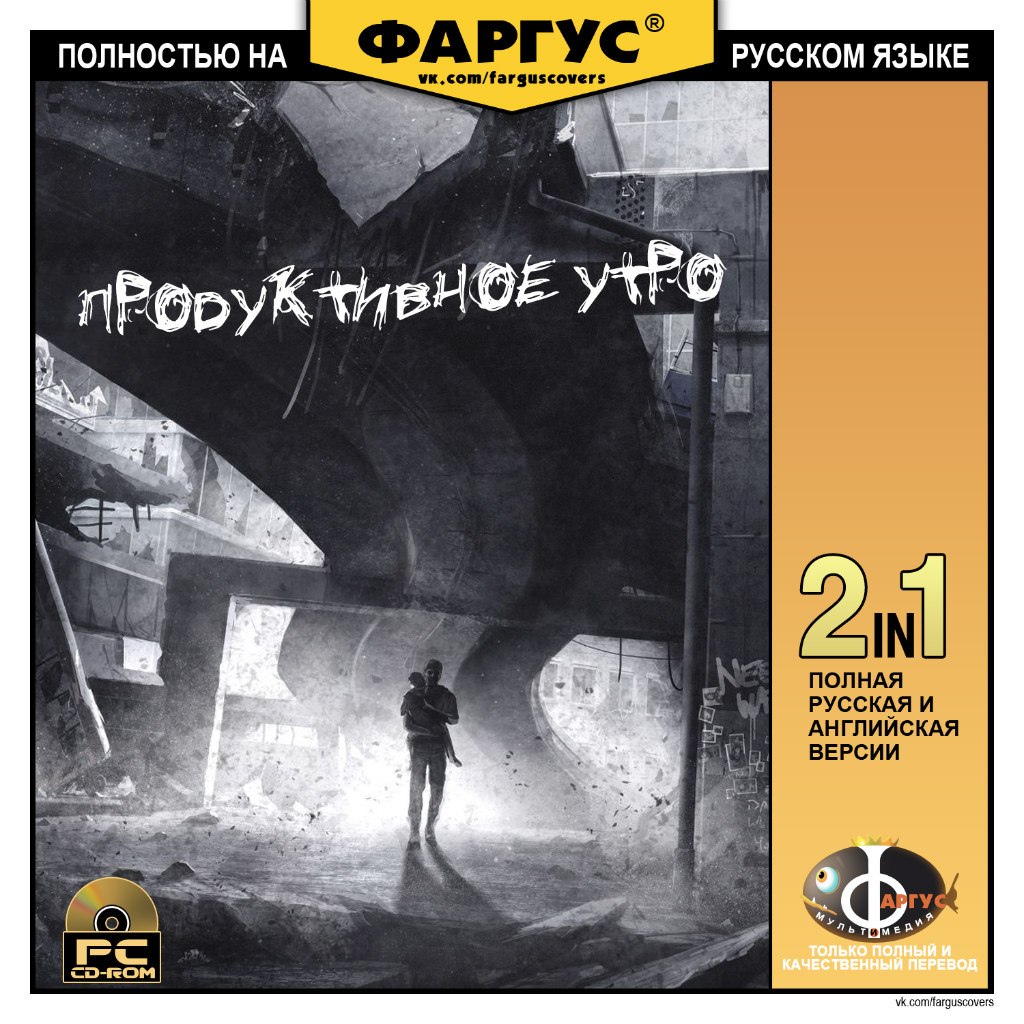 ПОЛНОСТЬЮ НА
ФАРГУС®
РУССКОМ ЯЗЫКЕ
vk.com/farguscovers
ПРОДУКТИВНОЕ УТРО
2IN1
ПОЛНАЯ
РУССКАЯ И
АНГЛИЙСКАЯ
ВЕРСИИ
ФАРГУС
МУЛЬТИМЕДИЯ
ТОЛЬКО ПОЛНЫЙ И
КАЧЕСТВЕННЫЙ ПЕРЕВОД
PC
CD-ROM
vk.com/farguscovers